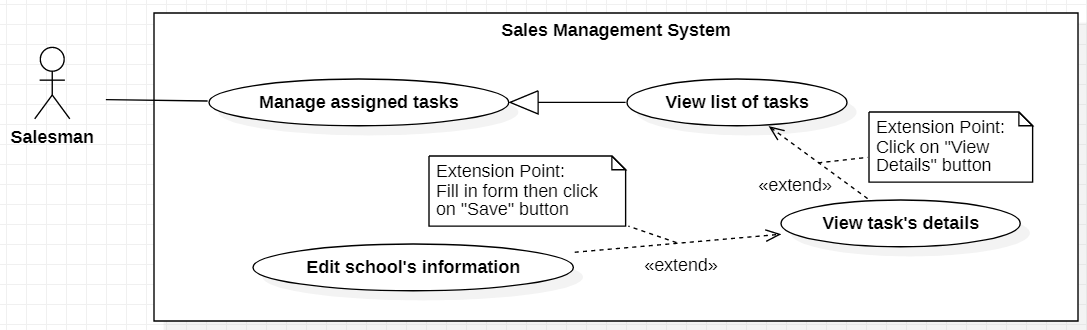 Sales Management System
Salesman
Manage assigned tasks
View list of tasks
Extension Point:
Click on "View
Details" button
Extension Point:
Fill in form then click
on "Save" button
«extend»
View task's details
Edit school's information
«extend»